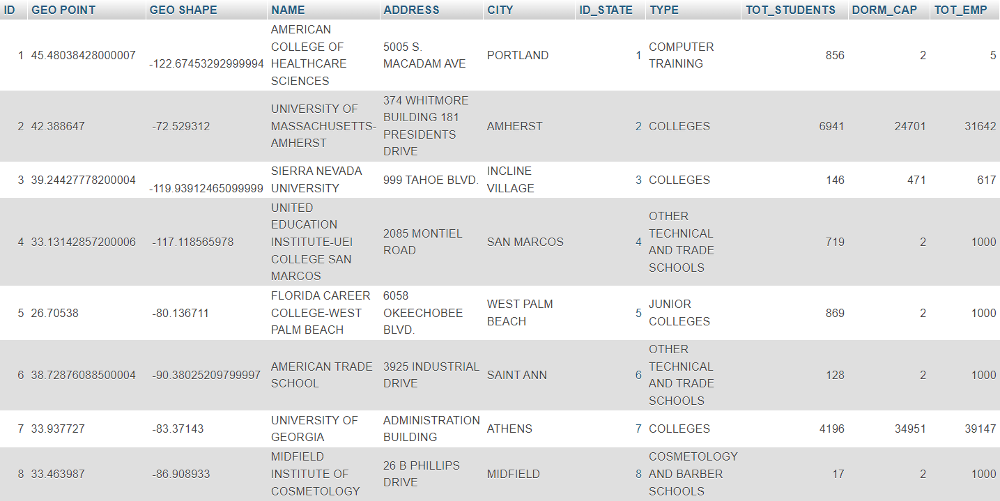 ID GEO POINT GEO SHAPE NAME ADDRESS CITY ID_STATE TYPE TOT_STUDENTS DORM_CAP TOT_EMP
1 45.48038428000007 -122.67453292999994 AMERICAN COLLEGE OF HEALTHCARE SCIENCES 5005 S. MACADAM AVE PORTLAND 1 COMPUTER TRAINING 856 2 5
2 42.388647 -72.529312 UNIVERSITY OF MASSACHUSETTS-AMHERST 374 WHITMORE BUILDING 181 PRESIDENTS DRIVE AMHERST 2 COLLEGES 6941 24701 31642
3 39.24427778200004 -119.93912465099999 SIERRA NEVADA UNIVERSITY 999 TAHOE BLVD. INCLINE VILLAGE 3 COLLEGES 146 471 617
4 33.13142857200006 -117.118565978 UNITED EDUCATION INSTITUTE-UEI COLLEGE SAN MARCOS 2085 MONTIEL ROAD SAN MARCOS 4 OTHER TECHNICAL AND TRADE SCHOOLS 719 2 1000
5 26.70538 -80.136711 FLORIDA CAREER COLLEGE-WEST PALM BEACH 6058 OKEECHOBEE BLVD. WEST PALM BEACH 5 JUNIOR COLLEGES 869 2 1000
6 38.72876088500004 -90.38025209799997 AMERICAN TRADE SCHOOL 3925 INDUSTRIAL DRIVE SAINT ANN 6 OTHER TECHNICAL AND TRADE SCHOOLS 128 2 1000
7 33.937727 -83.37143 UNIVERSITY OF GEORGIA ADMINISTRATION BUILDING ATHENS 7 COLLEGES 4196 34951 39147
8 33.463987 -86.908933 MIDFIELD INSTITUTE OF COSMETOLOGY 26 B PHILLIPS DRIVE MIDFIELD 8 COSMETOLOGY AND BARBER SCHOOLS 17 2 1000